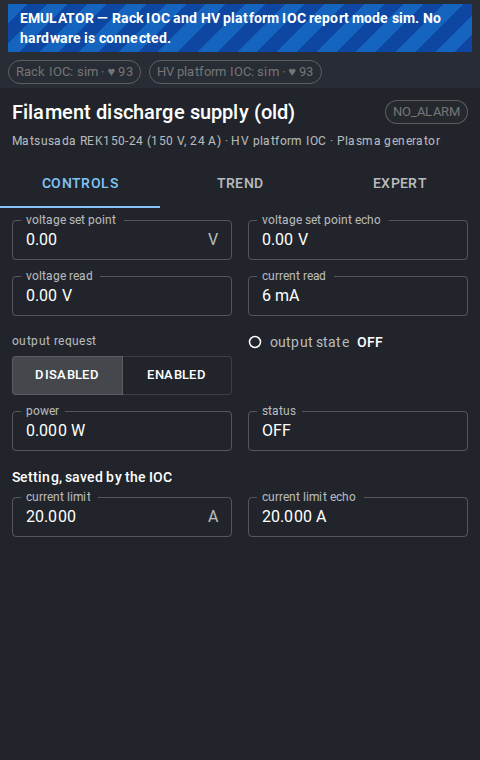 EMULATOR — Rack IOC and HV platform IOC report mode sim. No
hardware is connected.
Rack IOC: sim · ♥ 93
HV platform IOC: sim · ♥ 93
Filament discharge supply (old)
NO_ALARM
Matsusada REK150-24 (150 V, 24 A) · HV platform IOC · Plasma generator
CONTROLS
TREND
EXPERT
voltage set point
0.00 V
voltage set point echo
0.00 V
voltage read
0.00 V
current read
6 mA
output request
output state OFF
DISABLED
ENABLED
power
0.000 W
status
OFF
Setting, saved by the IOC
current limit
20.000 A
current limit echo
20.000 A